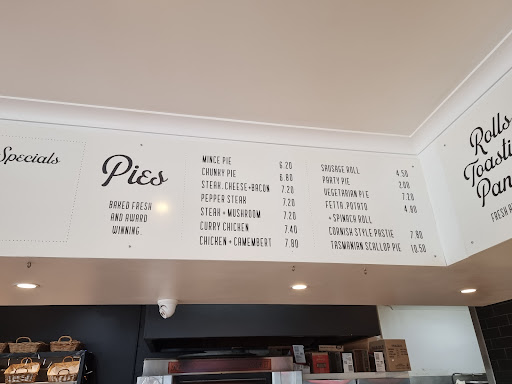 Specials
Pies
BAKED FRESH
AND AWARD
WINNING.
MINCE PIE 6.20
CHUNKY PIE 6.80
STEAK, CHEESE+BACON 7.20
PEPPER STEAK 7.20
STEAK + MUSHROOM 7.20
CURRY CHICKEN 7.40
CHICKEN + CAMEMBERT 7.80
SAUSAGE ROLL 4.50
PARTY PIE 2.00
VEGETARIAN PIE 7.20
FETTA, POTATO 4.80
+ SPINACH ROLL
CORNISH STYLE PASTIE 7.80
TASMANIAN SCALLOP PIE 10.50
Rolls
Toasti
Pan
FRESH